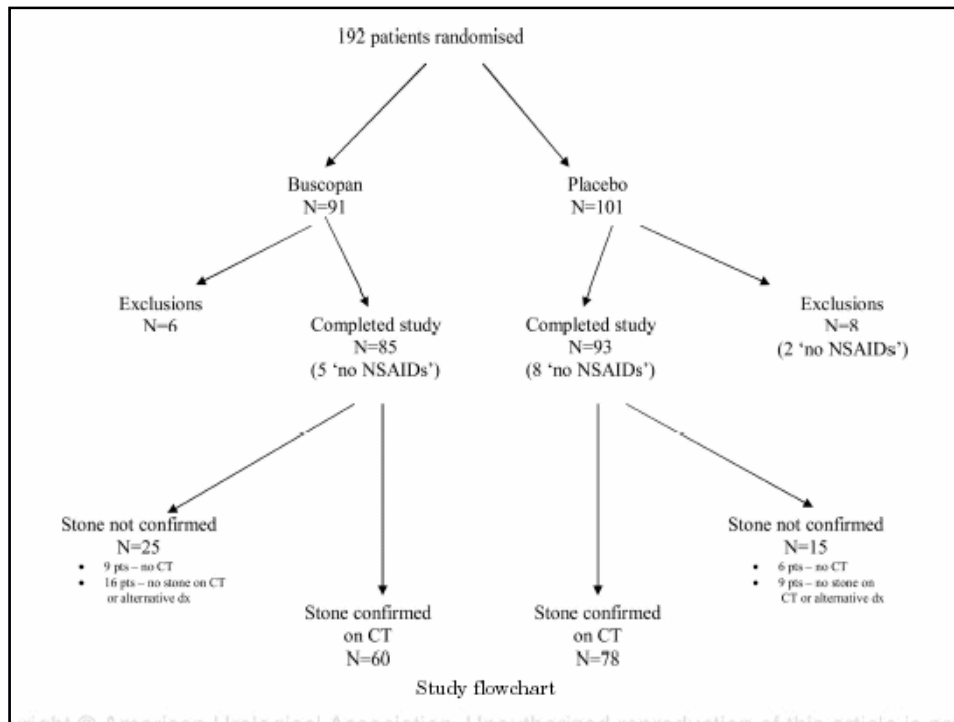 192 patients randomised
Buscopan
N=91
Placebo
N=101
Exclusions
N=6
Completed study
N=85
(5 ‘no NSAIDs’)
Completed study
N=93
(8 ‘no NSAIDs’)
Exclusions
N=8
(2 ‘no NSAIDs’)
Stone not confirmed
N=25
• 9 pts – no CT
• 16 pts – no stone on CT
or alternative dx
Stone confirmed
on CT
N=60
Stone confirmed
on CT
N=78
Stone not confirmed
N=15
• 6 pts – no CT
• 9 pts – no stone on
CT or alternative dx
Study flowchart
American Urological Association. Unauthorized reproduction of this article is